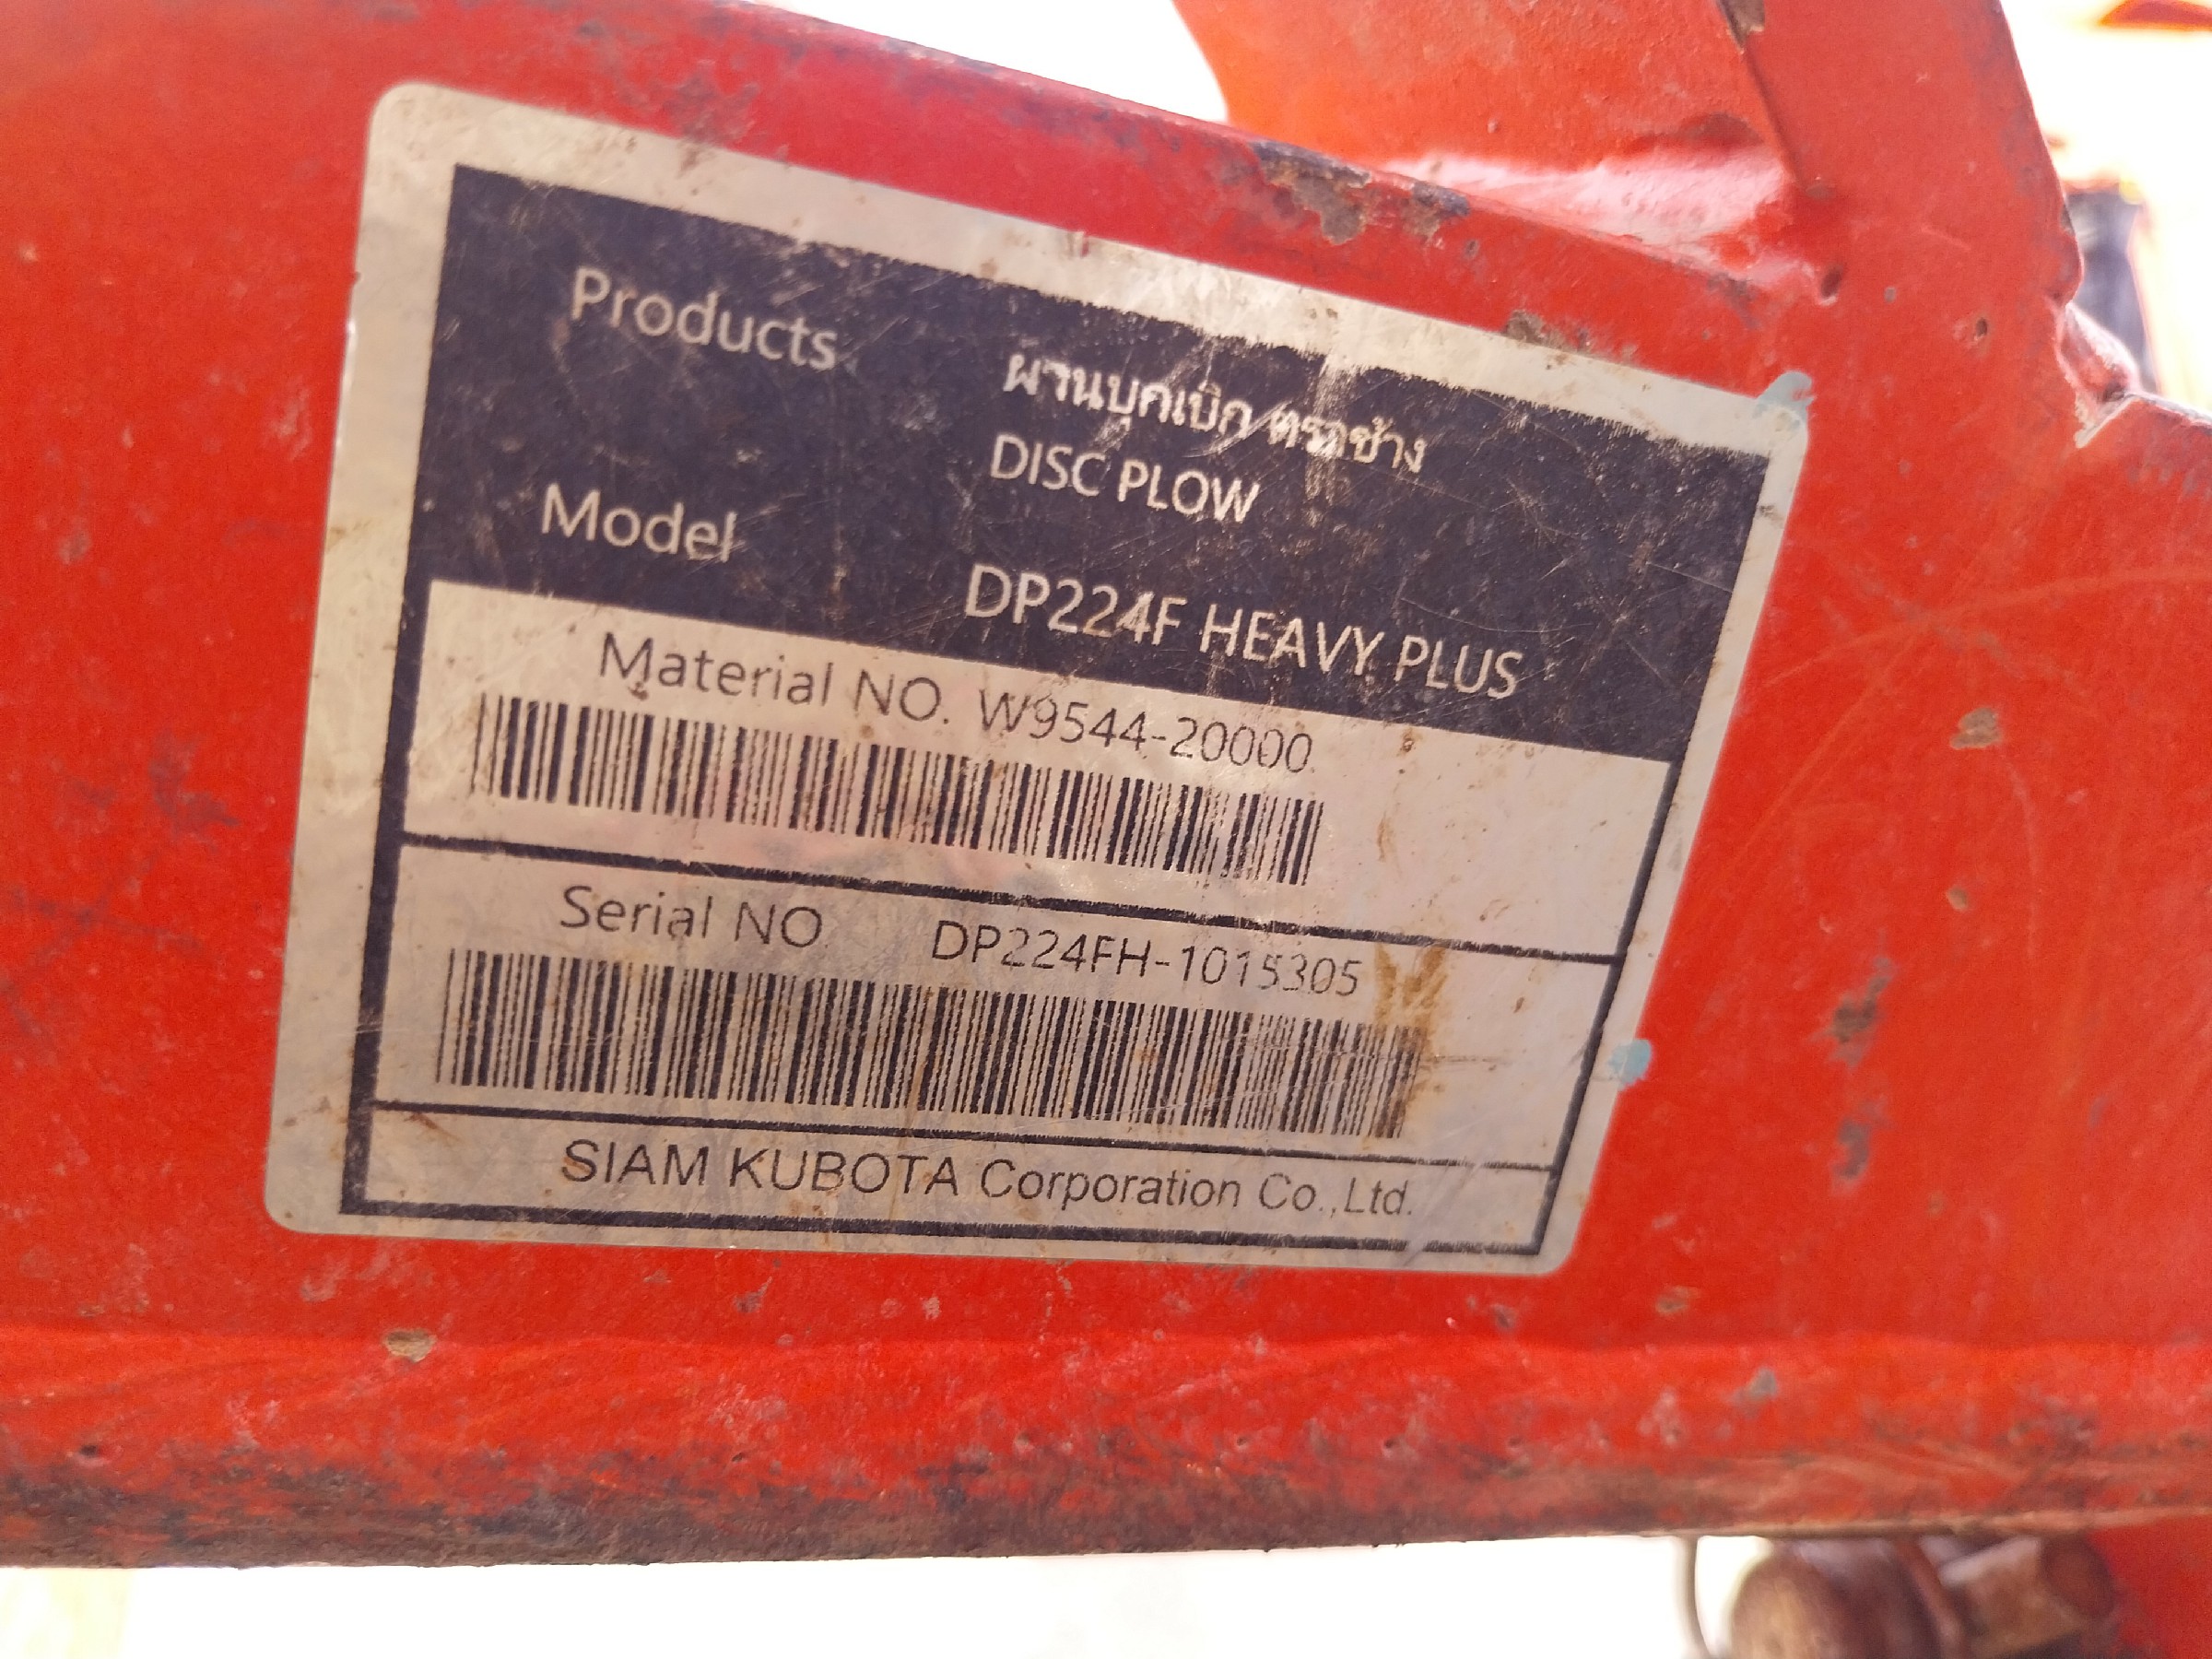 Products ผานบุกเบิก ตราช้าง
DISC PLOW
Model DP224F HEAVY PLUS
Material NO. W9544-20000
Serial NO DP224FH-1015305
SIAM KUBOTA Corporation Co.,Ltd.